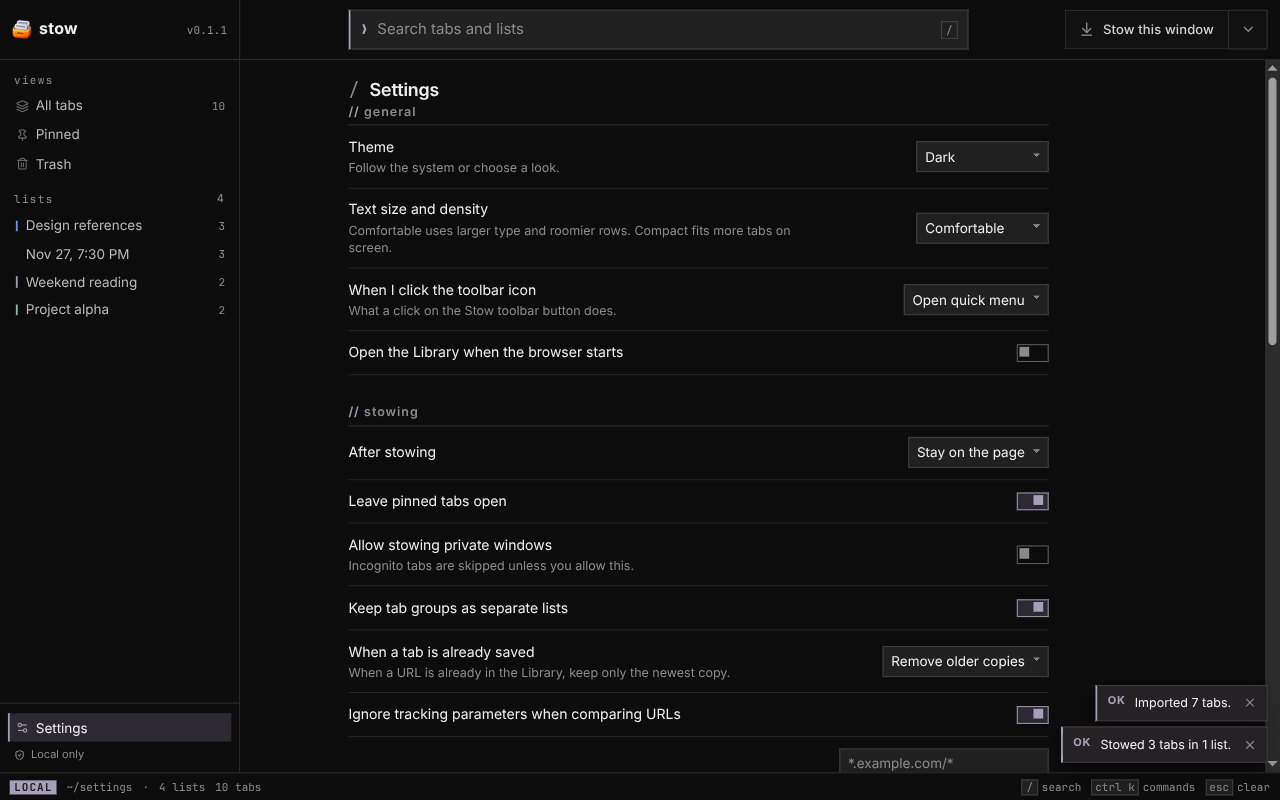 stow
v0.1.1
Search tabs and lists
/
Stow this window
views
All tabs
10
Pinned
Trash
lists
4
Design references
3
Nov 27, 7:30 PM
3
Weekend reading
2
Project alpha
2
Settings
Local only
/ Settings
// general
Theme
Follow the system or choose a look.
Dark
Text size and density
Comfortable uses larger type and roomier rows. Compact fits more tabs on
screen.
Comfortable
When I click the toolbar icon
What a click on the Stow toolbar button does.
Open quick menu
Open the Library when the browser starts
// stowing
After stowing
Stay on the page
Leave pinned tabs open
Allow stowing private windows
Incognito tabs are skipped unless you allow this.
Keep tab groups as separate lists
When a tab is already saved
When a URL is already in the Library, keep only the newest copy.
Remove older copies
Ignore tracking parameters when comparing URLs
*.example.com/*
OK Imported 7 tabs.
OK Stowed 3 tabs in 1 list.
LOCAL ~/settings · 4 lists 10 tabs
/ search ctrl k commands esc clear